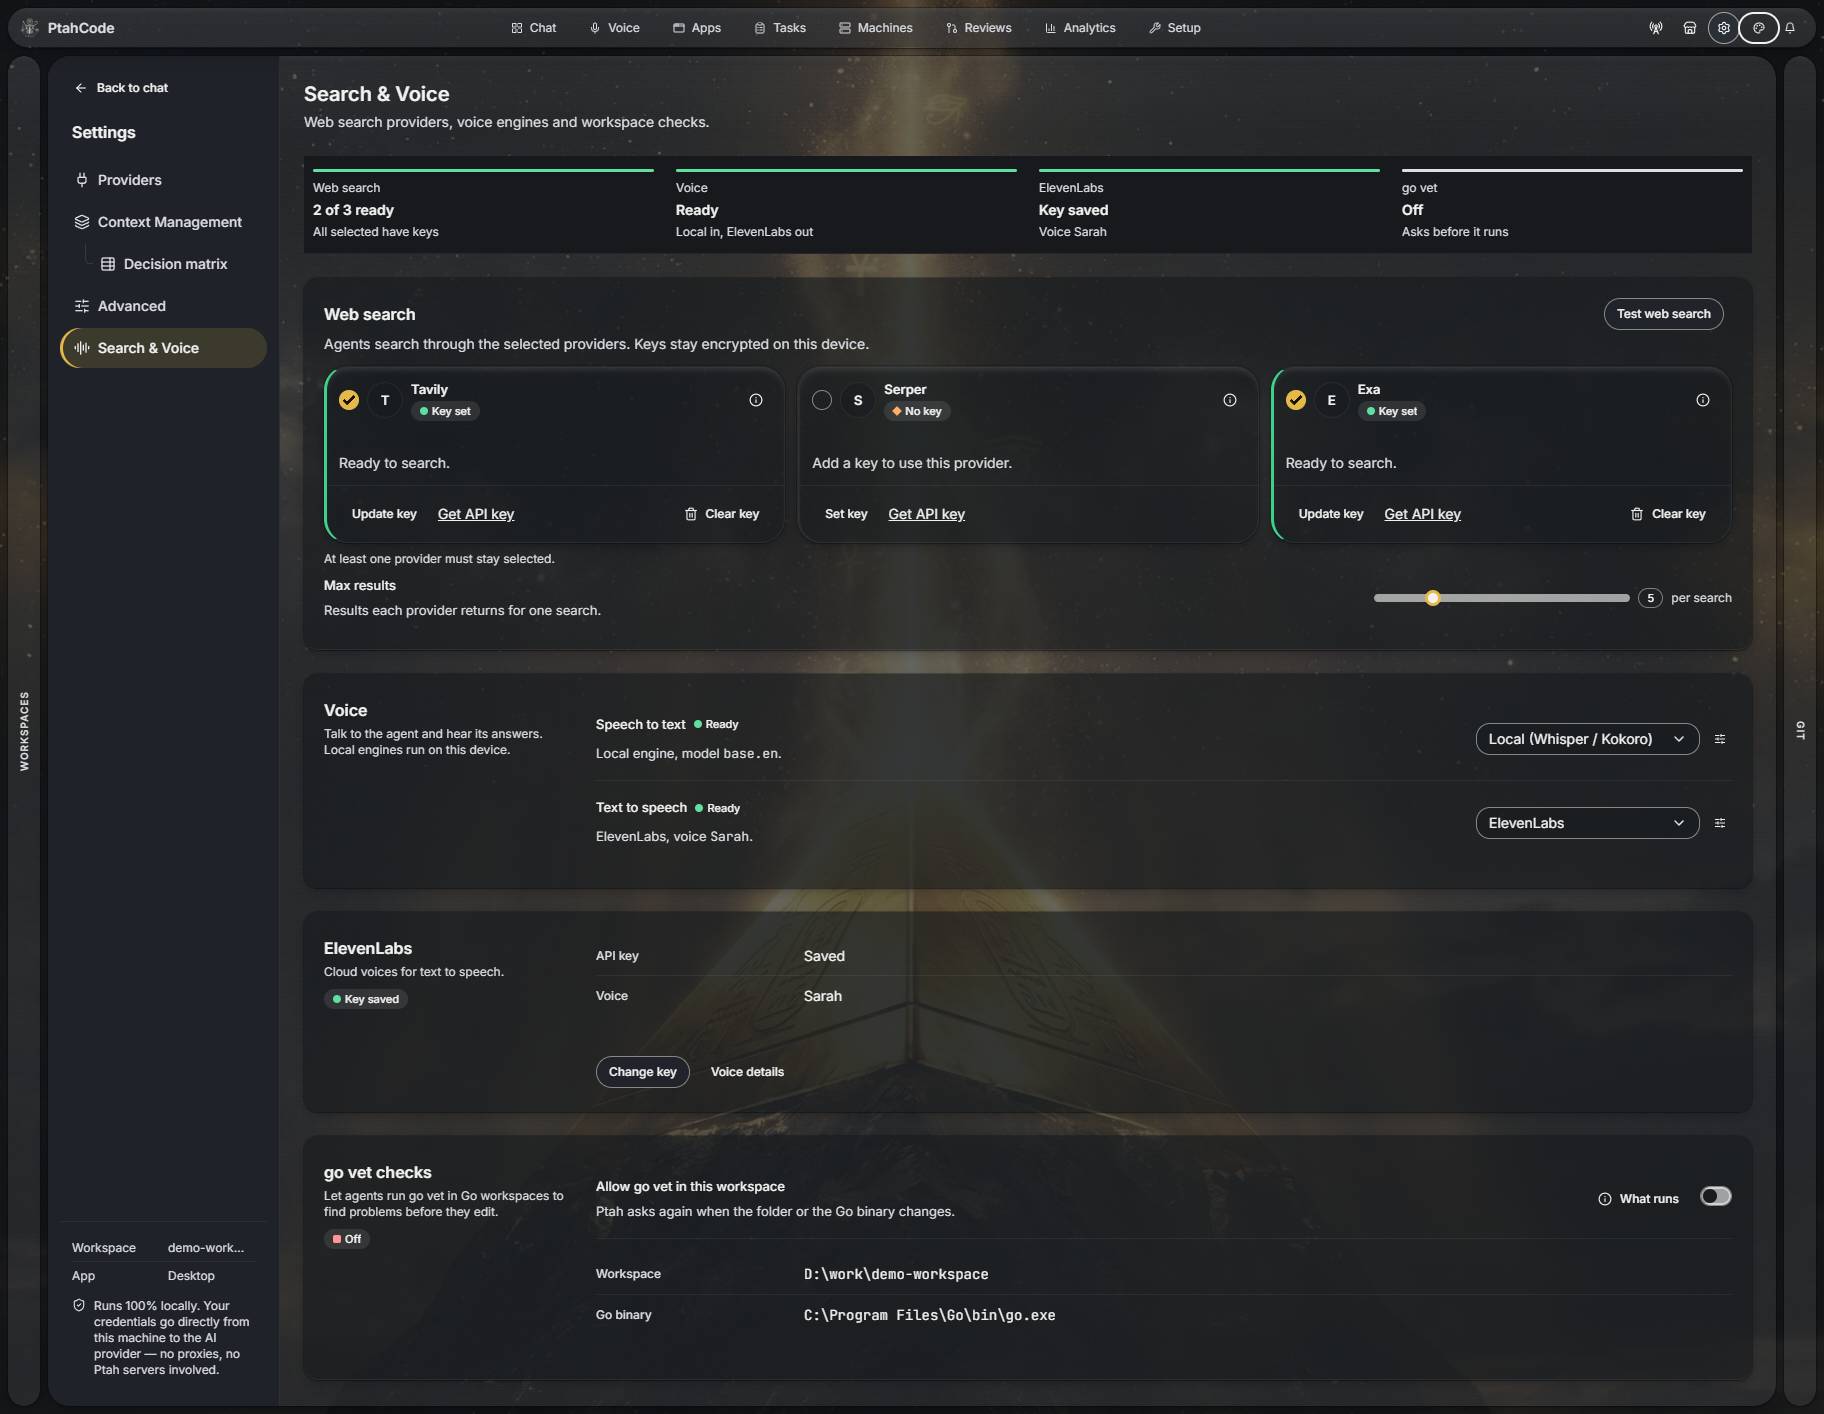 PtahCode
Chat
Voice
Apps
Tasks
Machines
Reviews
Analytics
Setup
WORKSPACES
Back to chat
Settings
Providers
Context Management
Decision matrix
Advanced
Search & Voice
Workspace demo-work...
App Desktop
Runs 100% locally. Your
credentials go directly from
this machine to the AI
provider — no proxies, no
Ptah servers involved.
Search & Voice
Web search providers, voice engines and workspace checks.
Web search
2 of 3 ready
All selected have keys
Voice
Ready
Local in, ElevenLabs out
ElevenLabs
Key saved
Voice Sarah
go vet
Off
Asks before it runs
Web search
Test web search
Agents search through the selected providers. Keys stay encrypted on this device.
T
Tavily
Key set
Ready to search.
Update key Get API key Clear key
S
Serper
No key
Add a key to use this provider.
Set key Get API key
E
Exa
Key set
Ready to search.
Update key Get API key Clear key
At least one provider must stay selected.
Max results
Results each provider returns for one search.
5 per search
Voice
Talk to the agent and hear its answers.
Local engines run on this device.
Speech to text Ready
Local engine, model base.en.
Local (Whisper / Kokoro)
Text to speech Ready
ElevenLabs, voice Sarah.
ElevenLabs
ElevenLabs
Cloud voices for text to speech.
Key saved
API key Saved
Voice Sarah
Change key Voice details
go vet checks
Let agents run go vet in Go workspaces to
find problems before they edit.
Off
Allow go vet in this workspace
Ptah asks again when the folder or the Go binary changes.
What runs
Workspace D:\work\demo-workspace
Go binary C:\Program Files\Go\bin\go.exe
GIT